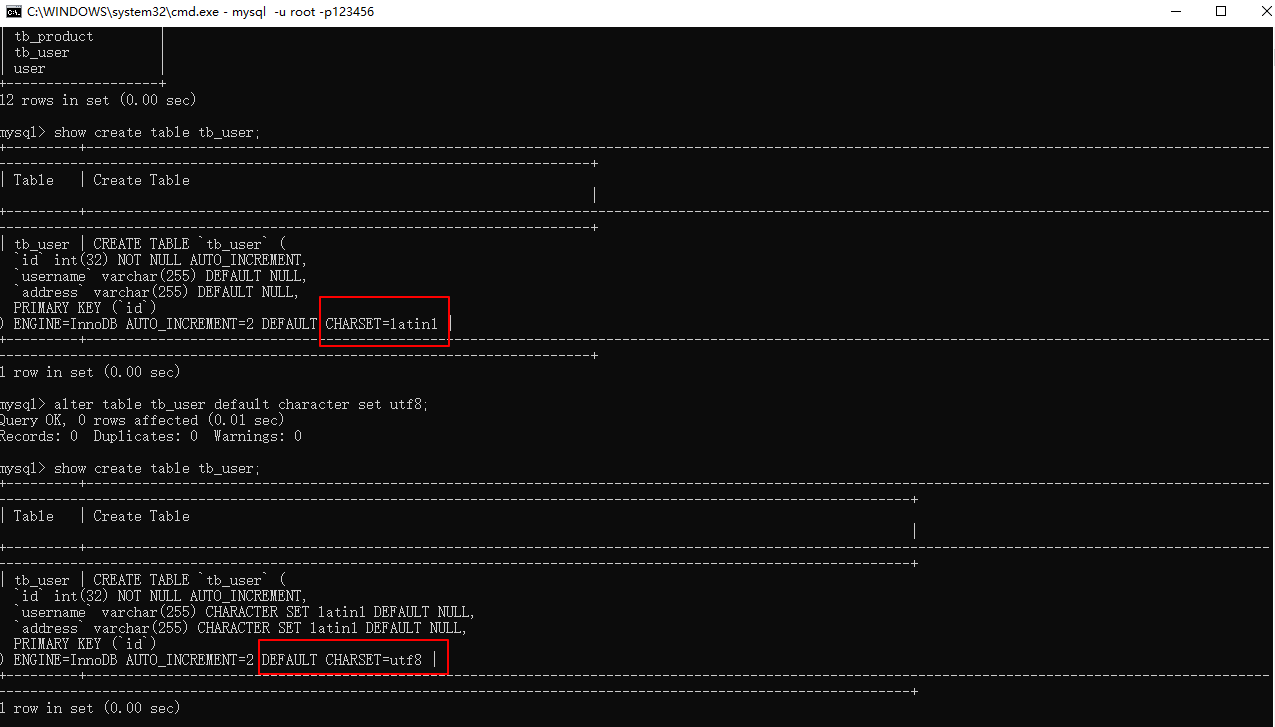 C:\WINDOWS\system32\cmd.exe - mysql -u root -p123456
| tb_product |
| tb_user |
| user |
+-------------------+
12 rows in set (0.00 sec)
mysql> show create table tb_user;
| Table | Create Table |
| tb_user | CREATE TABLE `tb_user` (
`id` int(32) NOT NULL AUTO_INCREMENT,
`username` varchar(255) DEFAULT NULL,
`address` varchar(255) DEFAULT NULL,
PRIMARY KEY (`id`)
) ENGINE=InnoDB AUTO_INCREMENT=2 DEFAULT CHARSET=latin1 |
1 row in set (0.00 sec)
mysql> alter table tb_user default character set utf8;
Query OK, 0 rows affected (0.01 sec)
Records: 0 Duplicates: 0 Warnings: 0
mysql> show create table tb_user;
| Table | Create Table |
| tb_user | CREATE TABLE `tb_user` (
`id` int(32) NOT NULL AUTO_INCREMENT,
`username` varchar(255) CHARACTER SET latin1 DEFAULT NULL,
`address` varchar(255) CHARACTER SET latin1 DEFAULT NULL,
PRIMARY KEY (`id`)
) ENGINE=InnoDB AUTO_INCREMENT=2 DEFAULT CHARSET=utf8 |
1 row in set (0.00 sec)